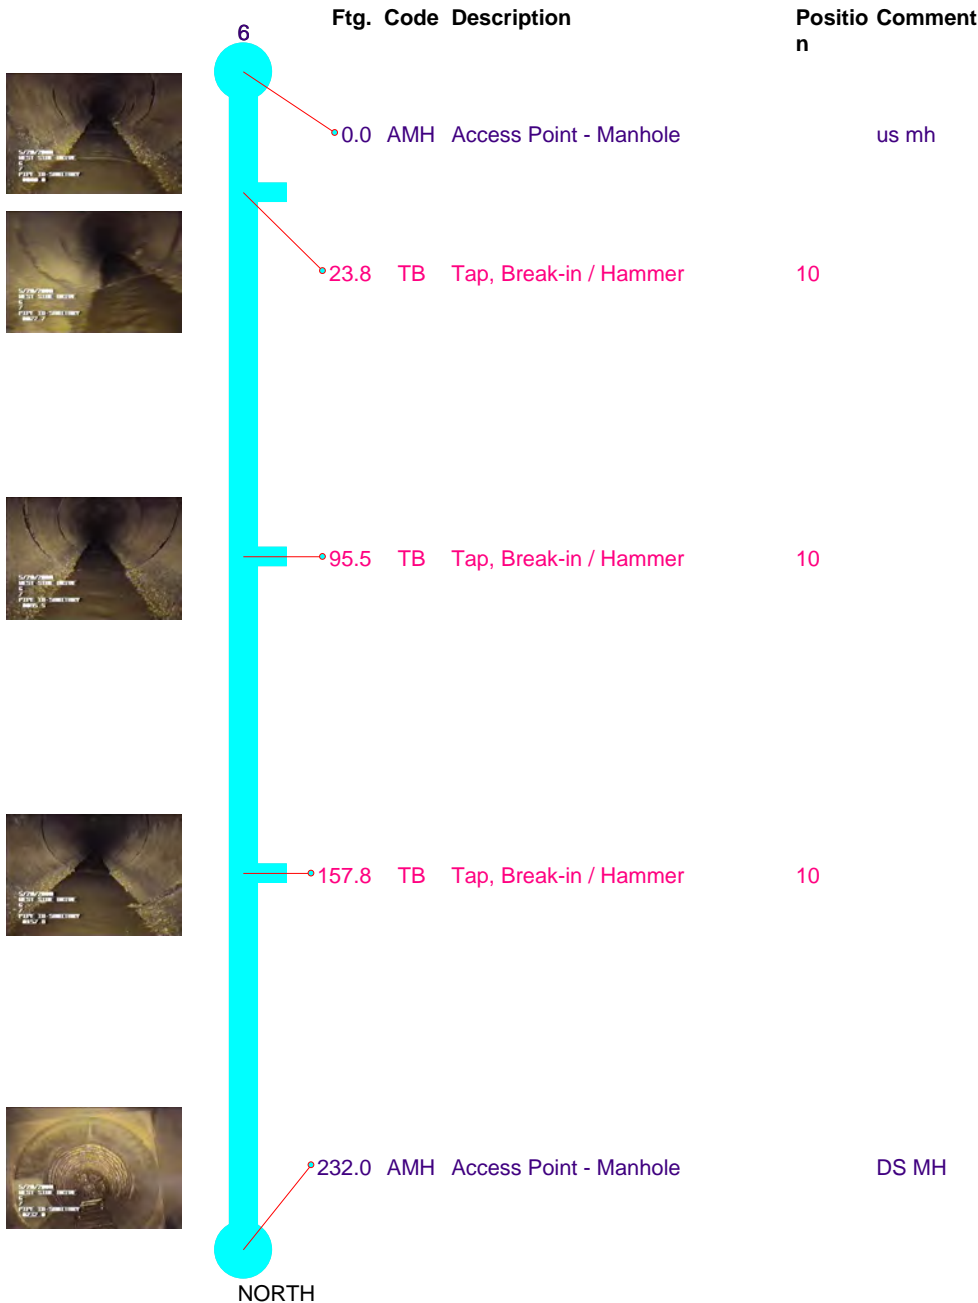 Ftg. Code Description Positio Comment
n
6
0.0 AMH Access Point - Manhole us mh
23.8 TB Tap, Break-in / Hammer 10
95.5 TB Tap, Break-in / Hammer 10
157.8 TB Tap, Break-in / Hammer 10
232.0 AMH Access Point - Manhole DS MH
NORTH